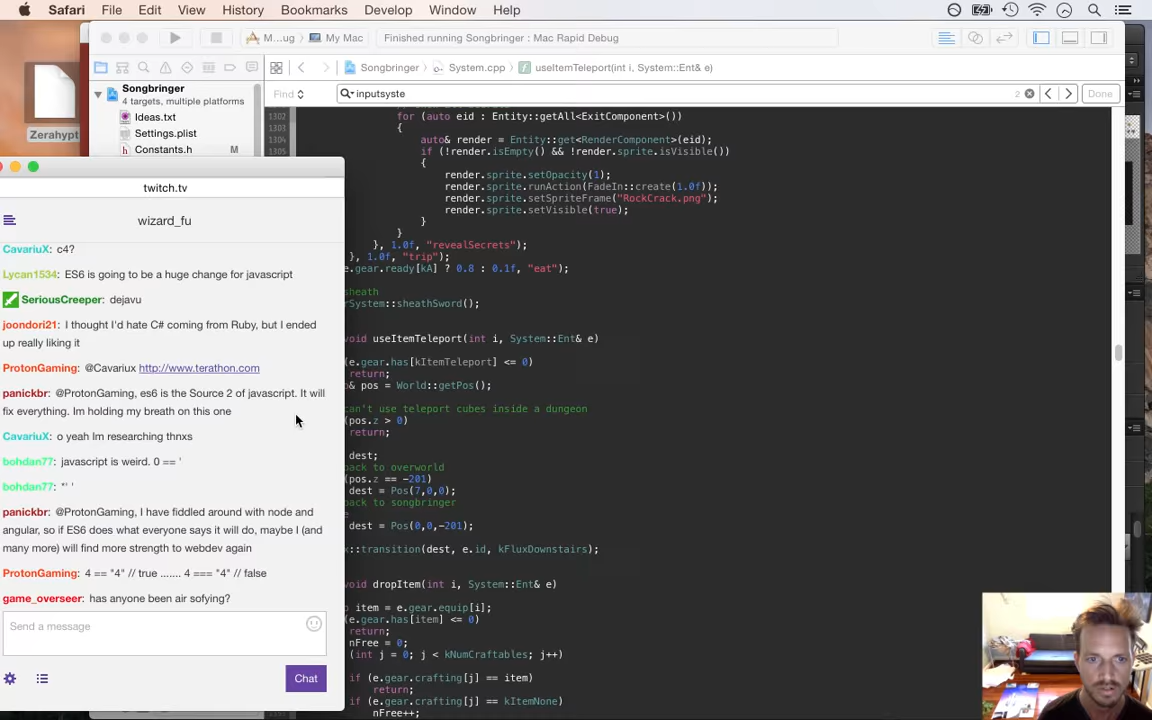 Safari File Edit View History Bookmarks Develop Window Help
M...ug My Mac Finished running Songbringer : Mac Rapid Debug
Songbringer System.cpp useItemTeleport(int i, System::Ent& e)
Find inputsyste 2 Done
Songbringer
4 targets, multiple platforms
Ideas.txt
Settings.plist
Constants.h M
Zerahypt
twitch.tv
wizard_fu
CavariuX: c4?
Lycan1534: ES6 is going to be a huge change for javascript
SeriousCreeper: dejavu
joondori21: I thought I'd hate C# coming from Ruby, but I ended
up really liking it
ProtonGaming: @Cavariux http://www.terathon.com
panickbr: @ProtonGaming, es6 is the Source 2 of javascript. It will
fix everything. Im holding my breath on this one
CavariuX: o yeah Im researching thnxs
bohdan77: javascript is weird. 0 == '
bohdan77: *' '
panickbr: @ProtonGaming, I have fiddled around with node and
angular, so if ES6 does what everyone says it will do, maybe I (and
many more) will find more strength to webdev again
ProtonGaming: 4 == "4" // true ....... 4 === "4" // false
game_overseer: has anyone been air sofying?
Send a message
Chat
1302 for (auto eid : Entity::getAll<ExitComponent>())
1303 {
1304 auto& render = Entity::get<RenderComponent>(eid);
1305 if (!render.isEmpty() && !render.sprite.isVisible())
{
render.sprite.setOpacity(1);
render.sprite.runAction(FadeIn::create(1.0f));
render.sprite.setSpriteFrame("RockCrack.png");
render.sprite.setVisible(true);
}
}
}, 1.0f, "revealSecrets");
}, 1.0f, "trip");
e.gear.ready[kA] ? 0.8 : 0.1f, "eat");
sheath
rSystem::sheathSword();
void useItemTeleport(int i, System::Ent& e)
(e.gear.has[kItemTeleport] <= 0)
return;
& pos = World::getPos();
can't use teleport cubes inside a dungeon
(pos.z > 0)
return;
dest;
back to overworld
(pos.z == -201)
dest = Pos(7,0,0);
back to songbringer
dest = Pos(0,0,-201);
::transition(dest, e.id, kFluxDownstairs);
void dropItem(int i, System::Ent& e)
item = e.gear.equip[i];
(e.gear.has[item] <= 0)
return;
nFree = 0;
(int j = 0; j < kNumCraftables; j++)
if (e.gear.crafting[j] == item)
return;
if (e.gear.crafting[j] == kItemNone)
nFree++;